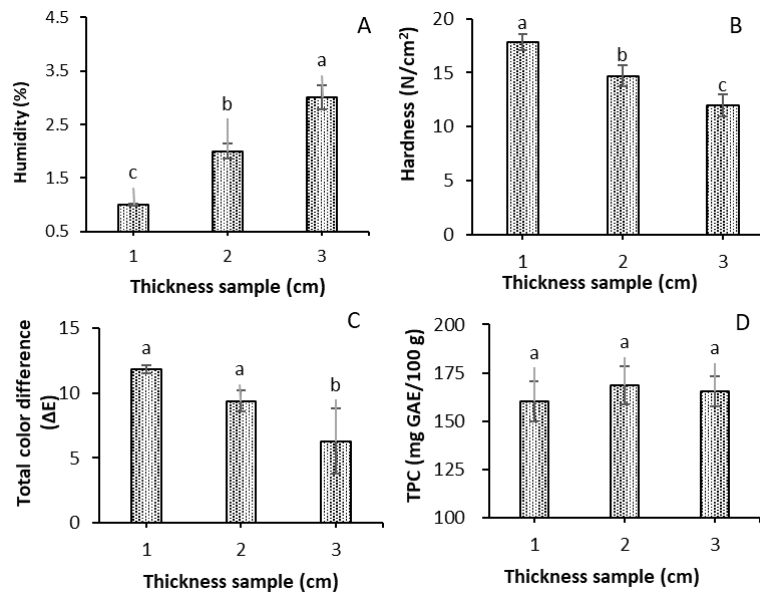 A
Humidity (%)
4.5
3.5
2.5
1.5
0.5
c
b
a
1 2 3
Thickness sample (cm)
B
Hardness (N/cm²)
20
15
10
5
0
a
b
c
1 2 3
Thickness sample (cm)
C
Total color difference
(ΔE)
15
10
5
0
a
a
b
1 2 3
Thickness sample (cm)
D
TPC (mg GAE/100 g)
200
175
150
125
100
a
a
a
1 2 3
Thickness sample (cm)